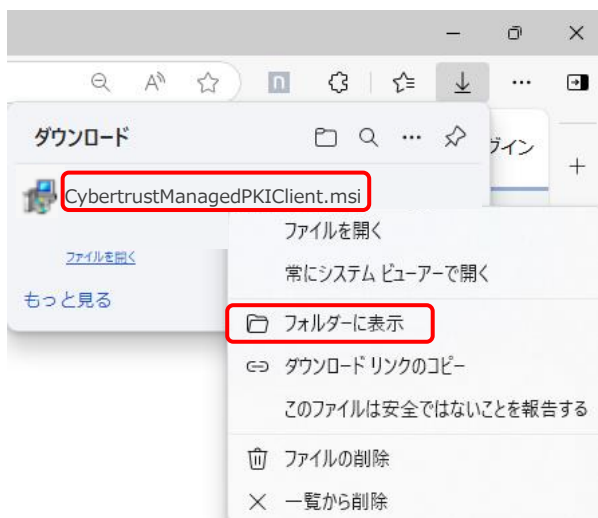 ダウンロード
グイン
CybertrustManagedPKIClient.msi
ファイルを開く
もっと見る
ファイルを開く
常にシステム ビューアーで開く
フォルダーに表示
ダウンロード リンクのコピー
このファイルは安全ではないことを報告する
ファイルの削除
一覧から削除